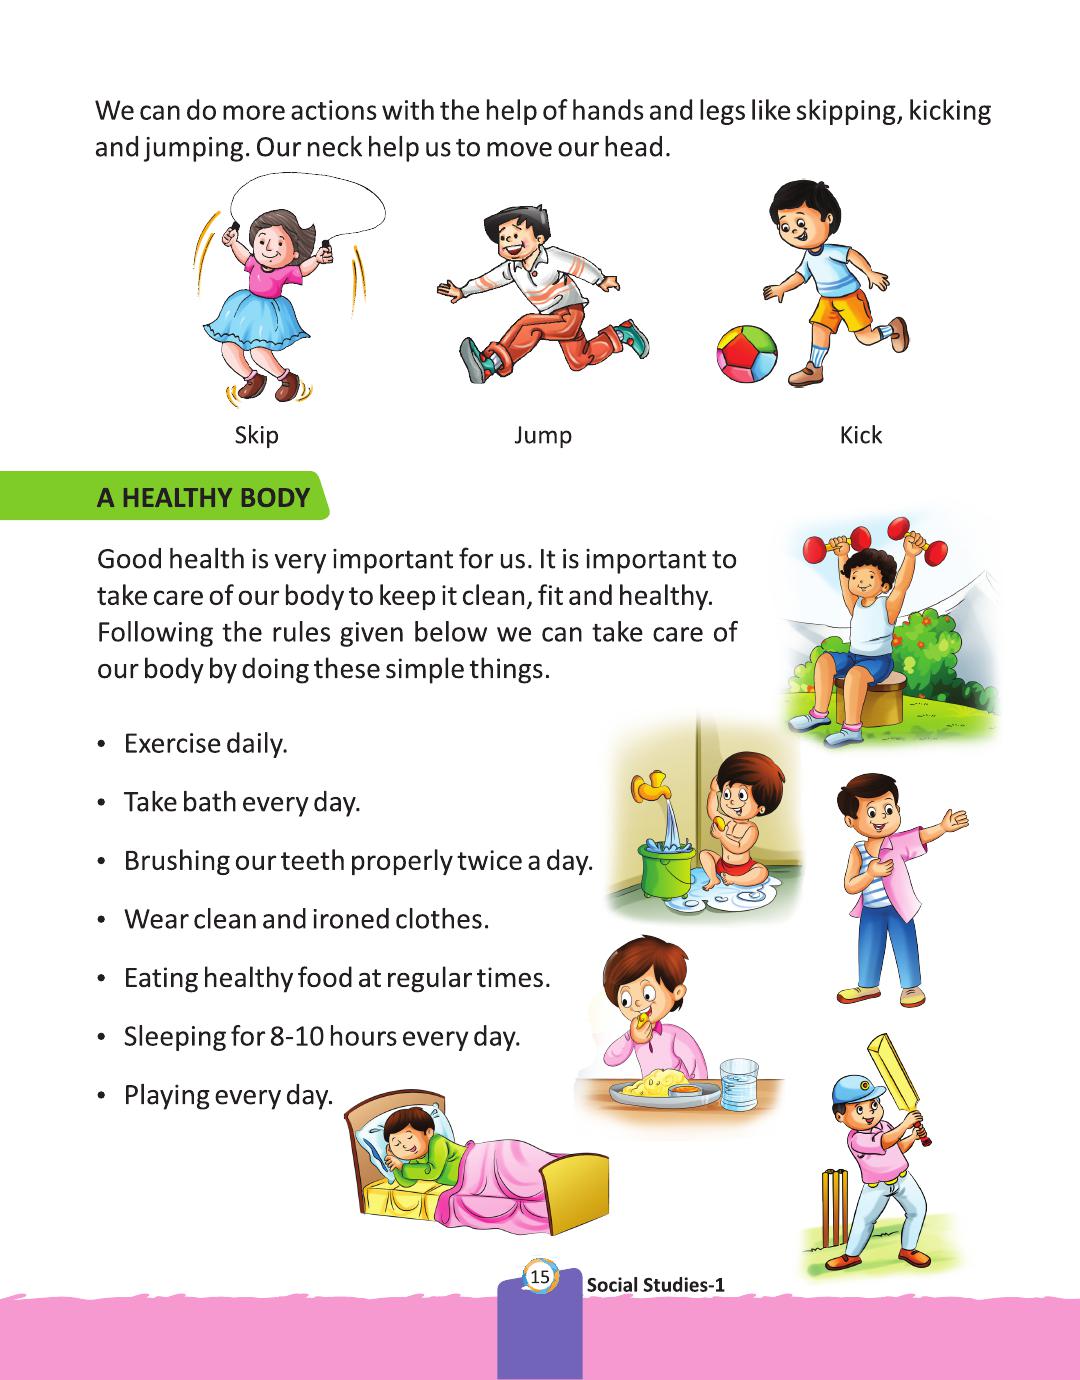 We can do more actions with the help of hands and legs like skipping, kicking
and jumping. Our neck help us to move our head.
Skip
Jump
Kick
A HEALTHY BODY
Good health is very important for us. It is important to
take care of our body to keep it clean, fit and healthy.
Following the rules given below we can take care of
our body by doing these simple things.
• Exercise daily.
• Take bath every day.
• Brushing our teeth properly twice a day.
• Wear clean and ironed clothes.
• Eating healthy food at regular times.
• Sleeping for 8-10 hours every day.
• Playing every day.
15
Social Studies-1